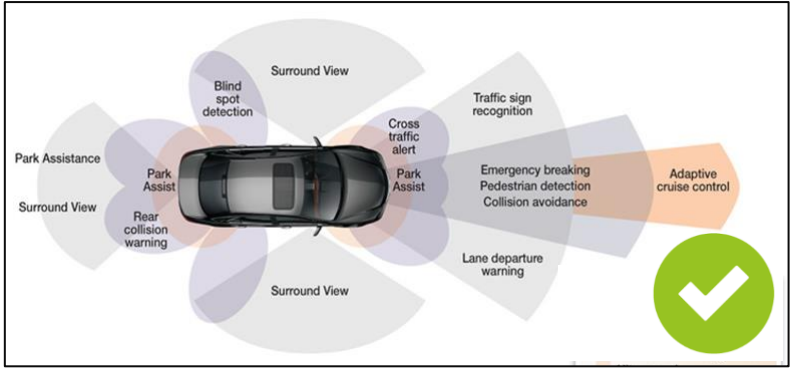 Surround View
Blind
spot
detection
Traffic sign
recognition
Cross
traffic
alert
Park Assistance
Park
Assist
Park
Assist
Emergency breaking
Pedestrian detection
Collision avoidance
Adaptive
cruise control
Surround View
Rear
collision
warning
Lane departure
warning
Surround View